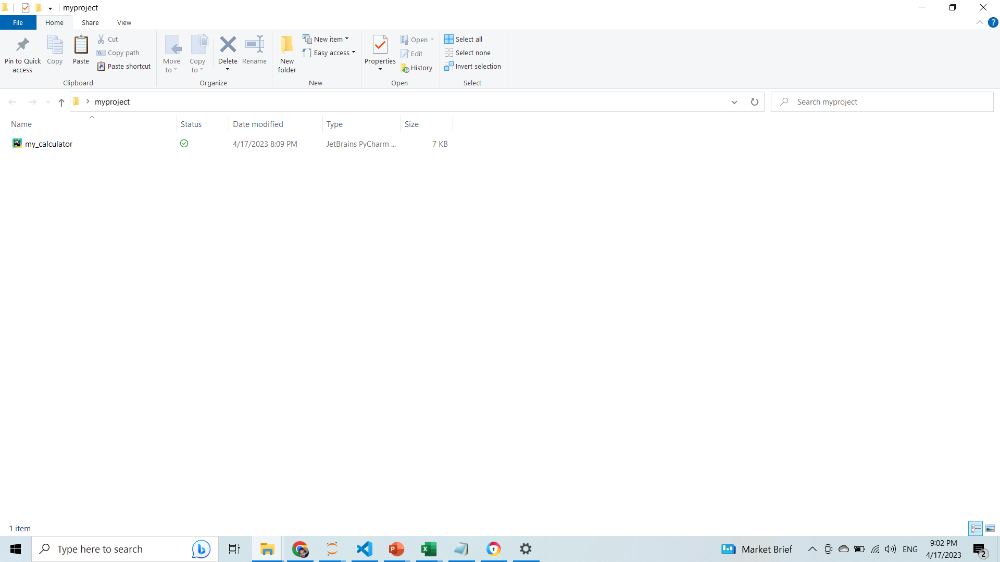 myproject
File Home Share View
Pin to Quick access
Copy
Paste
Cut
Copy path
Paste shortcut
Clipboard
Move to
Copy to
Delete
Rename
Organize
New folder
New item
Easy access
New
Properties
Open
Edit
History
Open
Select all
Select none
Invert selection
Select
myproject
Search myproject
Name Status Date modified Type Size
my_calculator 4/17/2023 8:09 PM JetBrains PyCharm ... 7 KB
1 item
Type here to search
Market Brief
ENG
9:02 PM
4/17/2023
2